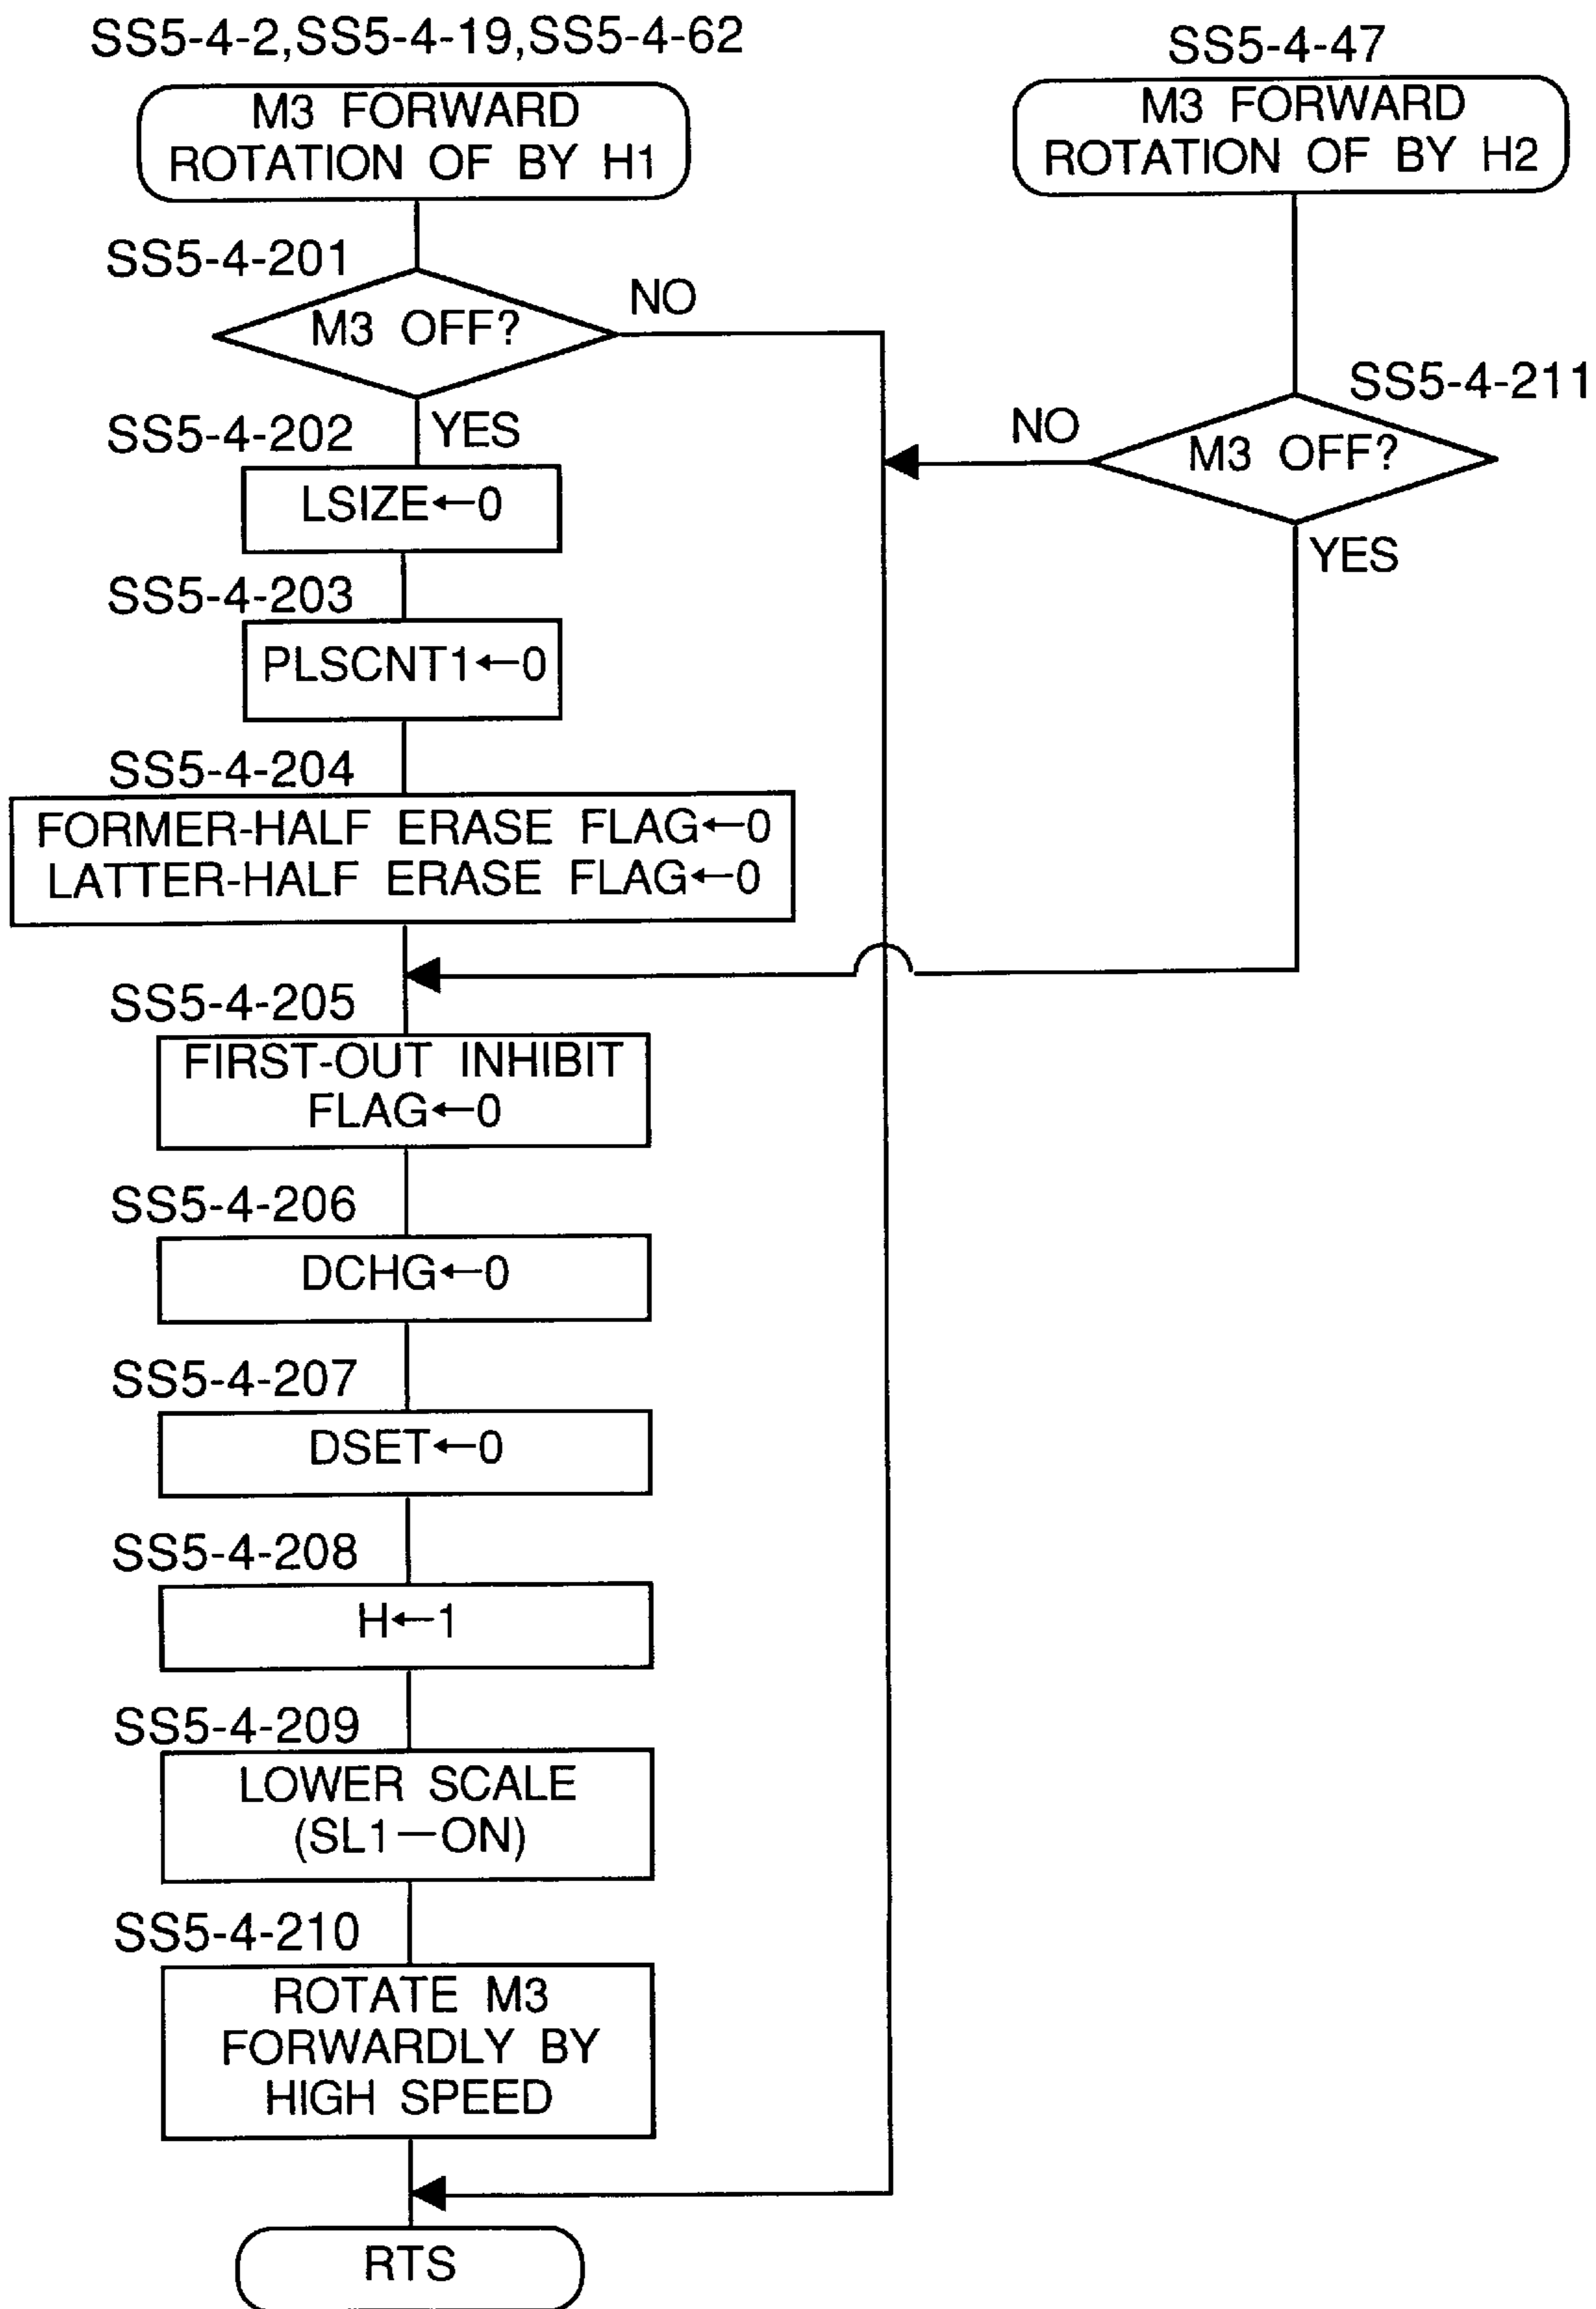 SS5-4-2,SS5-4-19,SS5-4-62
M3 FORWARD
ROTATION OF BY H1
SS5-4-201
M3 OFF?
NO
YES
SS5-4-202
LSIZE←0
SS5-4-203
PLSCNT1←0
SS5-4-204
FORMER-HALF ERASE FLAG←0
LATTER-HALF ERASE FLAG←0
SS5-4-205
FIRST-OUT INHIBIT
FLAG←0
SS5-4-206
DCHG←0
SS5-4-207
DSET←0
SS5-4-208
H←1
SS5-4-209
LOWER SCALE
(SL1—ON)
SS5-4-210
ROTATE M3
FORWARDLY BY
HIGH SPEED
RTS
SS5-4-47
M3 FORWARD
ROTATION OF BY H2
SS5-4-211
M3 OFF?
NO
YES